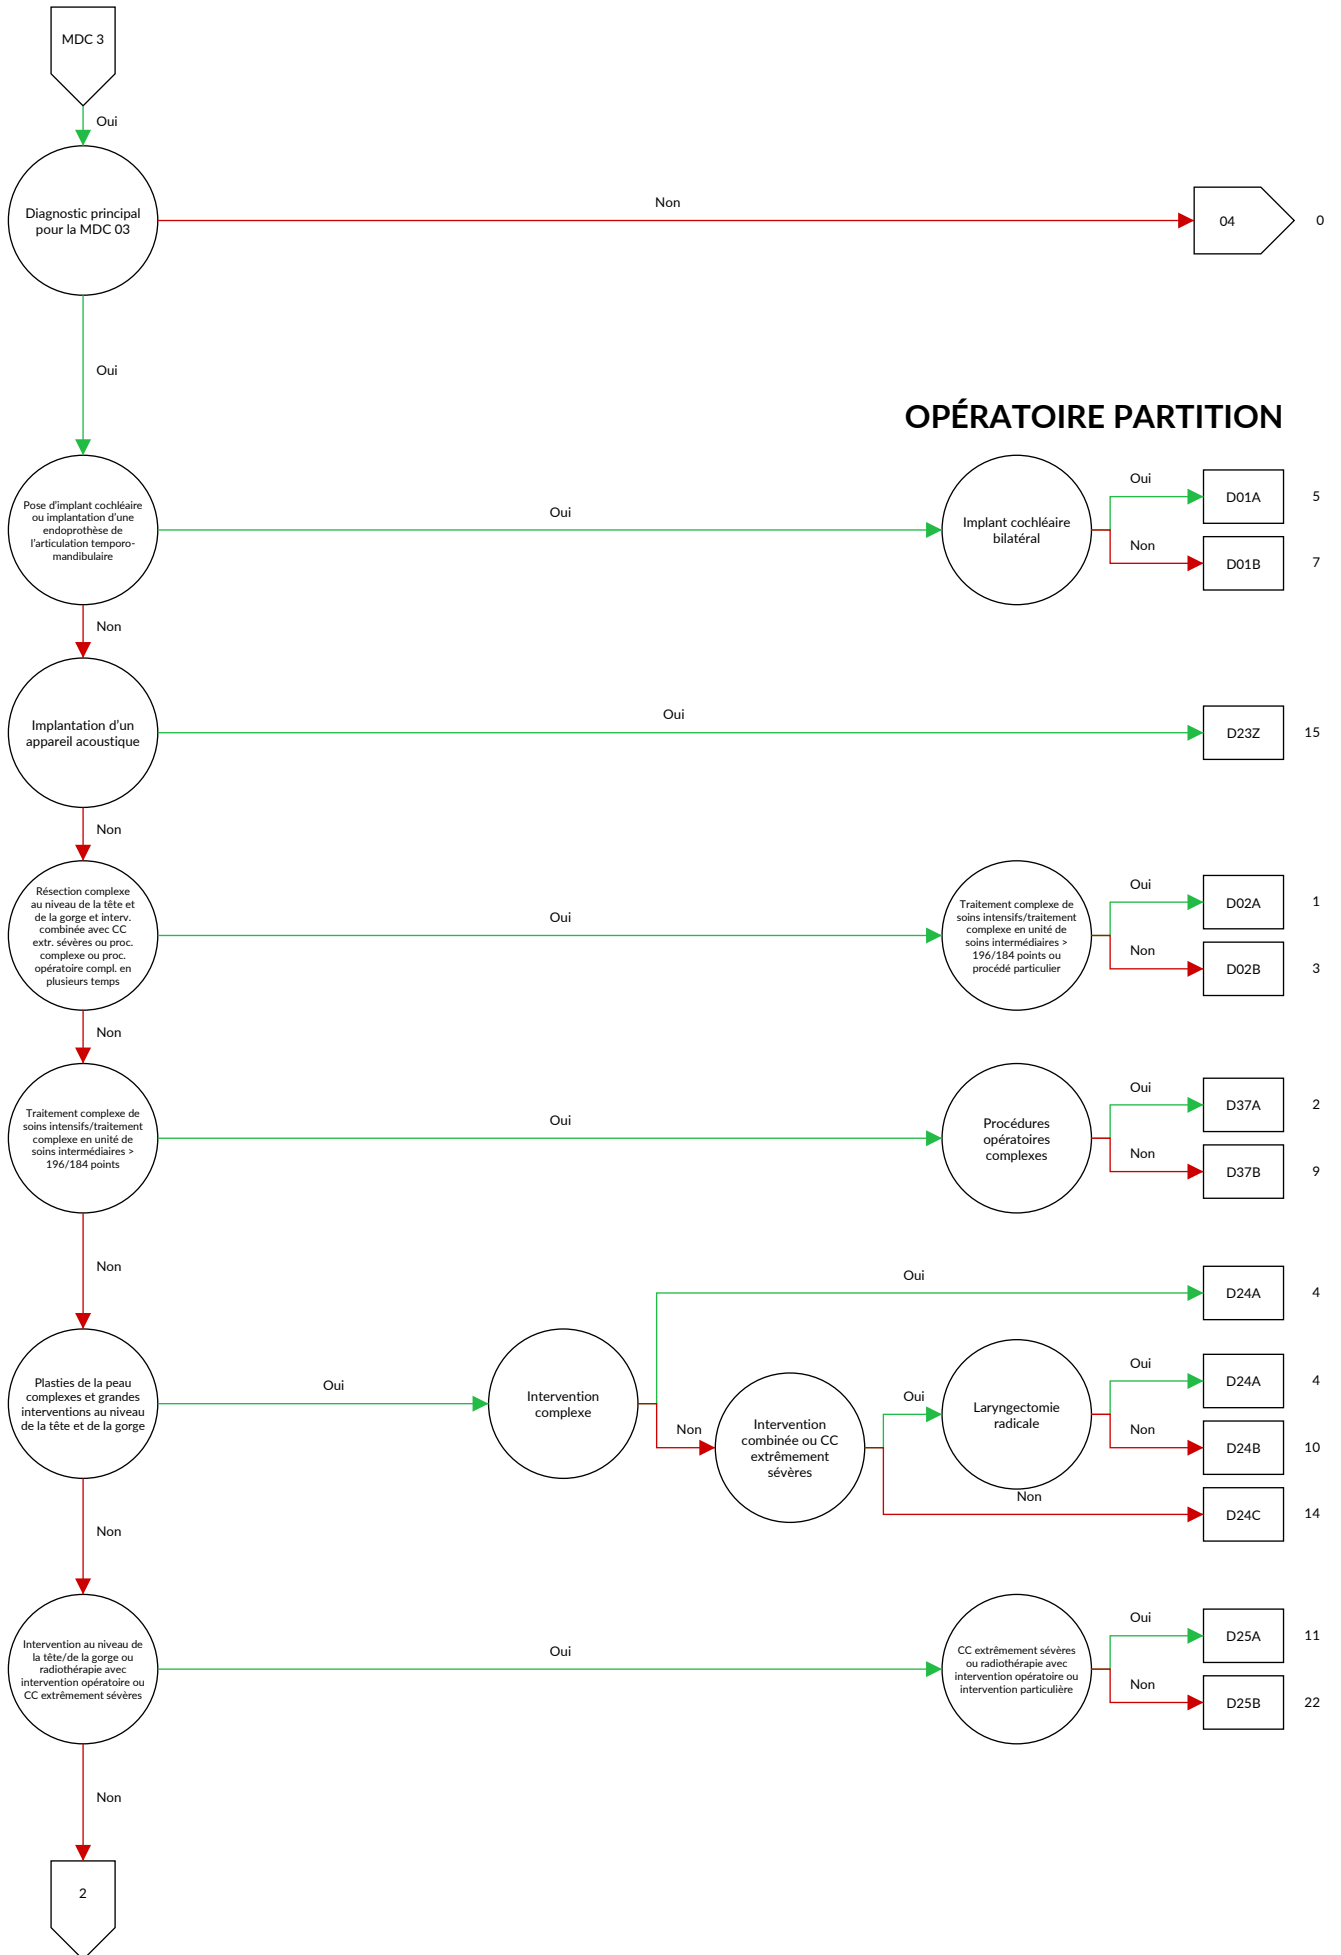 MDC 3
Oui
Diagnostic principal
pour la MDC 03
Non
04
0
Oui
OPÉRATOIRE PARTITION
Pose d'implant cochléaire
ou implantation d'une
endoprothèse de
l'articulation temporo-
mandibulaire
Oui
Implant cochléaire
bilatéral
Oui
D01A
5
Non
D01B
7
Non
Implantation d'un
appareil acoustique
Oui
D23Z
15
Non
Résection complexe
au niveau de la tête et
de la gorge et interv.
combinée avec CC
extr. sévères ou proc.
complexe ou proc.
opératoire compl. en
plusieurs temps
Oui
Traitement complexe de
soins intensifs/traitement
complexe en unité de
soins intermédiaires >
196/184 points ou
procédé particulier
Oui
D02A
1
Non
D02B
3
Non
Traitement complexe de
soins intensifs/traitement
complexe en unité de
soins intermédiaires >
196/184 points
Oui
Procédures
opératoires
complexes
Oui
D37A
2
Non
D37B
9
Non
Plasties de la peau
complexes et grandes
interventions au niveau
de la tête et de la gorge
Oui
Intervention
complexe
Oui
D24A
4
Non
Intervention
combinée ou CC
extrêmement
sévères
Oui
Laryngectomie
radicale
Oui
D24A
4
Non
D24B
10
Non
D24C
14
Non
Intervention au niveau de
la tête/de la gorge ou
radiothérapie avec
intervention opératoire ou
CC extrêmement sévères
Oui
CC extrêmement sévères
ou radiothérapie avec
intervention opératoire ou
intervention particulière
Oui
D25A
11
Non
D25B
22
Non
2